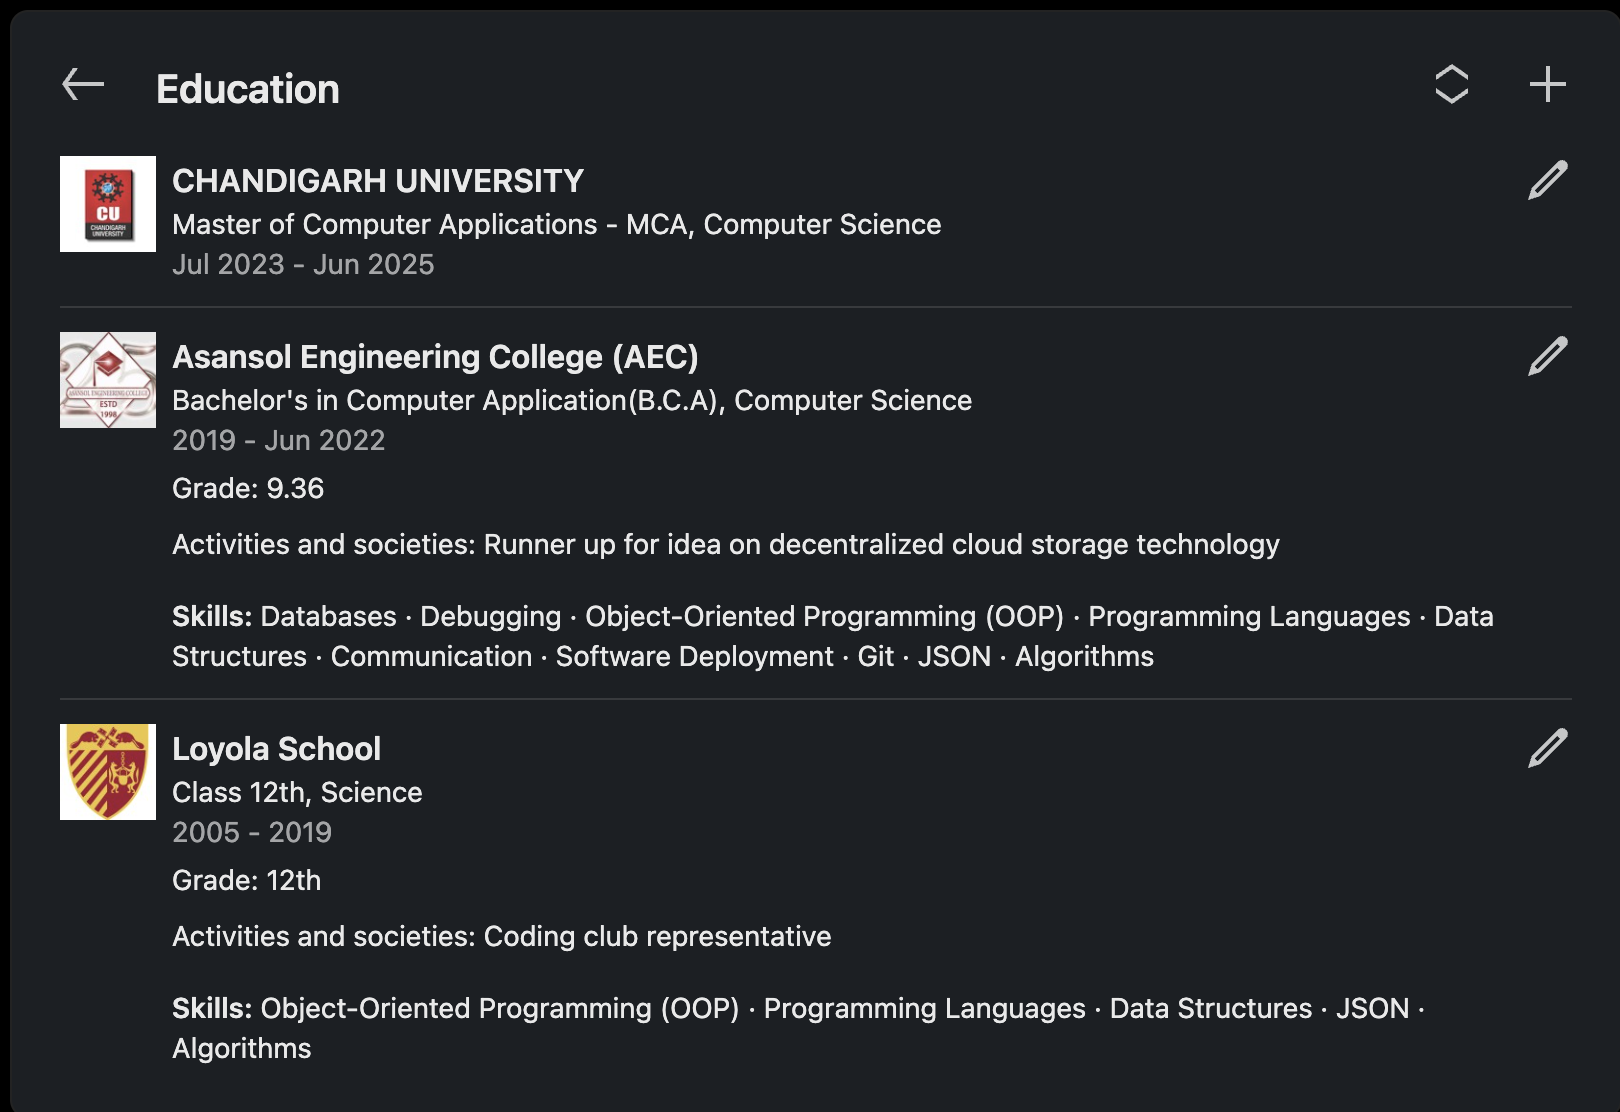 Education
CU
CHANDIGARH
UNIVERSITY
CHANDIGARH UNIVERSITY
Master of Computer Applications - MCA, Computer Science
Jul 2023 - Jun 2025
ASANSOL ENGINEERING COLLEGE
ESTD
1998
Asansol Engineering College (AEC)
Bachelor's in Computer Application(B.C.A), Computer Science
2019 - Jun 2022
Grade: 9.36
Activities and societies: Runner up for idea on decentralized cloud storage technology
Skills: Databases · Debugging · Object-Oriented Programming (OOP) · Programming Languages · Data
Structures · Communication · Software Deployment · Git · JSON · Algorithms
Loyola School
Class 12th, Science
2005 - 2019
Grade: 12th
Activities and societies: Coding club representative
Skills: Object-Oriented Programming (OOP) · Programming Languages · Data Structures · JSON ·
Algorithms